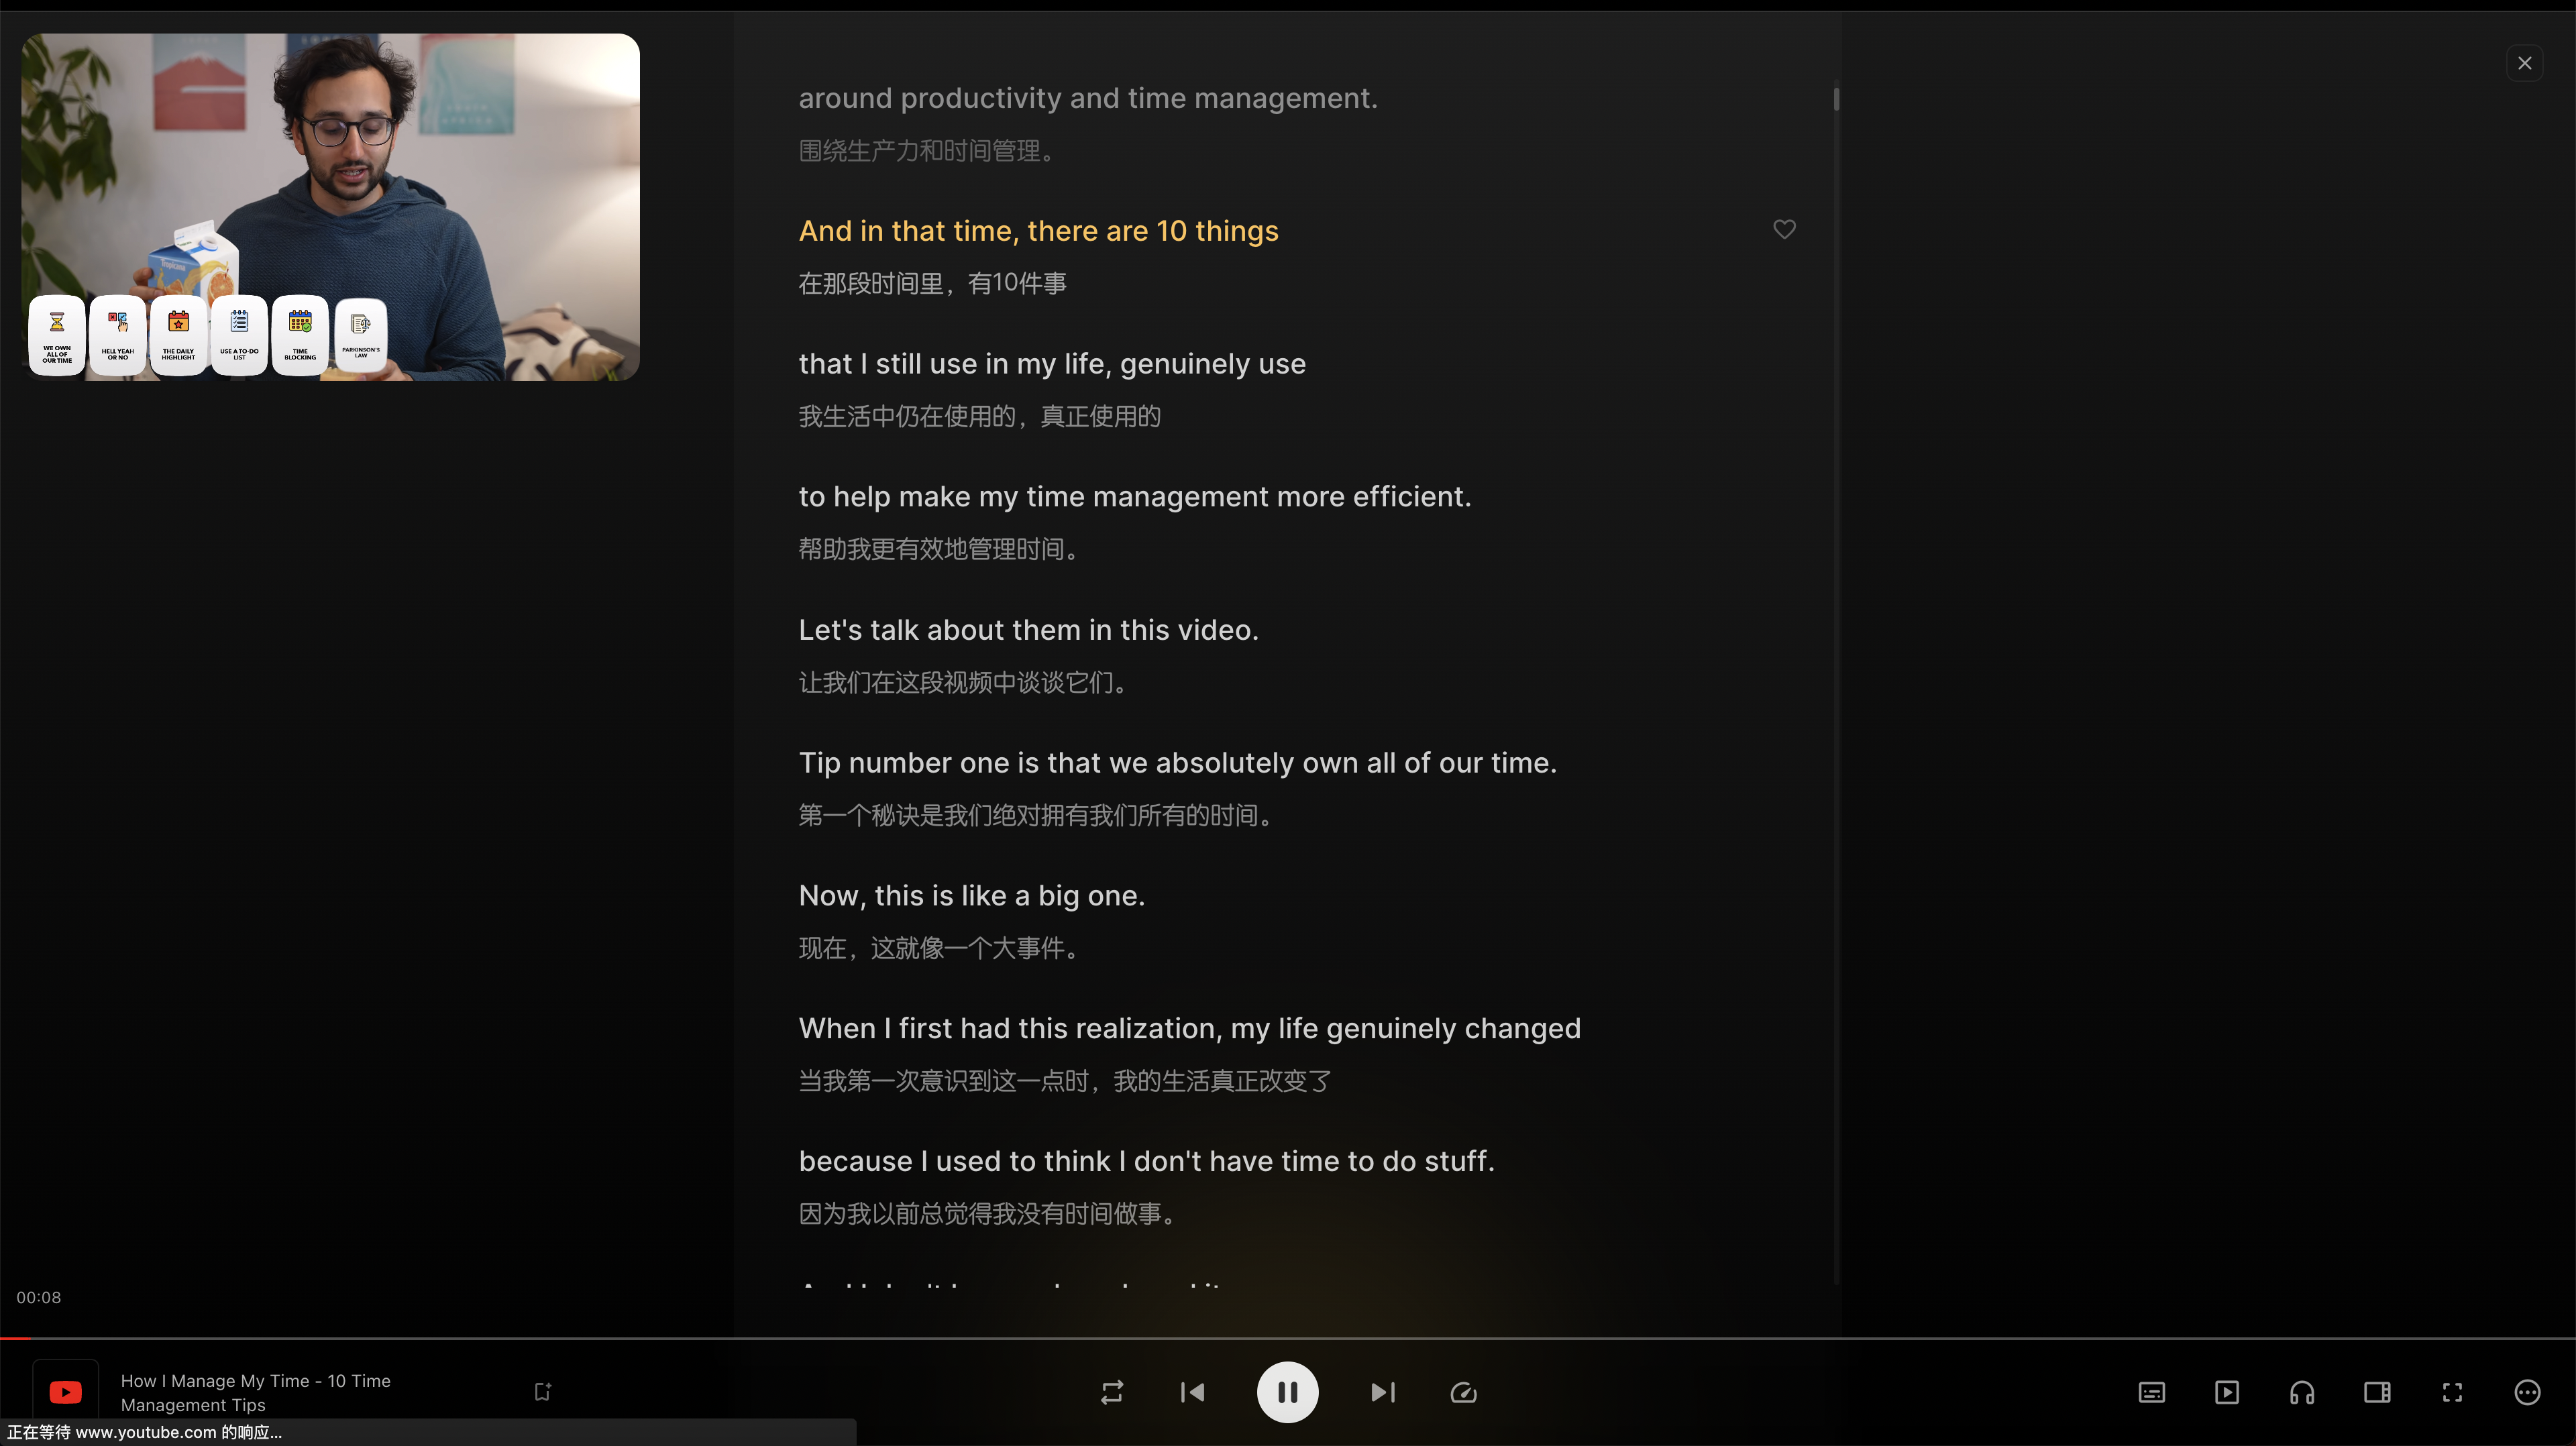 around productivity and time management.
围绕生产力和时间管理。
And in that time, there are 10 things
在那段时间里，有10件事
that I still use in my life, genuinely use
我生活中仍在使用的，真正使用的
to help make my time management more efficient.
帮助我更有效地管理时间。
Let's talk about them in this video.
让我们在这段视频中谈谈它们。
Tip number one is that we absolutely own all of our time.
第一个秘诀是我们绝对拥有我们所有的时间。
Now, this is like a big one.
现在，这就像一个大事件。
When I first had this realization, my life genuinely changed
当我第一次意识到这一点时，我的生活真正改变了
because I used to think I don't have time to do stuff.
因为我以前总觉得我没有时间做事。
Tropicana
WE OWN
ALL OF
OUR TIME
HELL YEAH
OR NO
THE DAILY
HIGHLIGHT
USE A TO-DO
LIST
TIME
BLOCKING
PARKINSON'S
LAW
00:08
How I Manage My Time - 10 Time
Management Tips
正在等待 www.youtube.com 的响应...